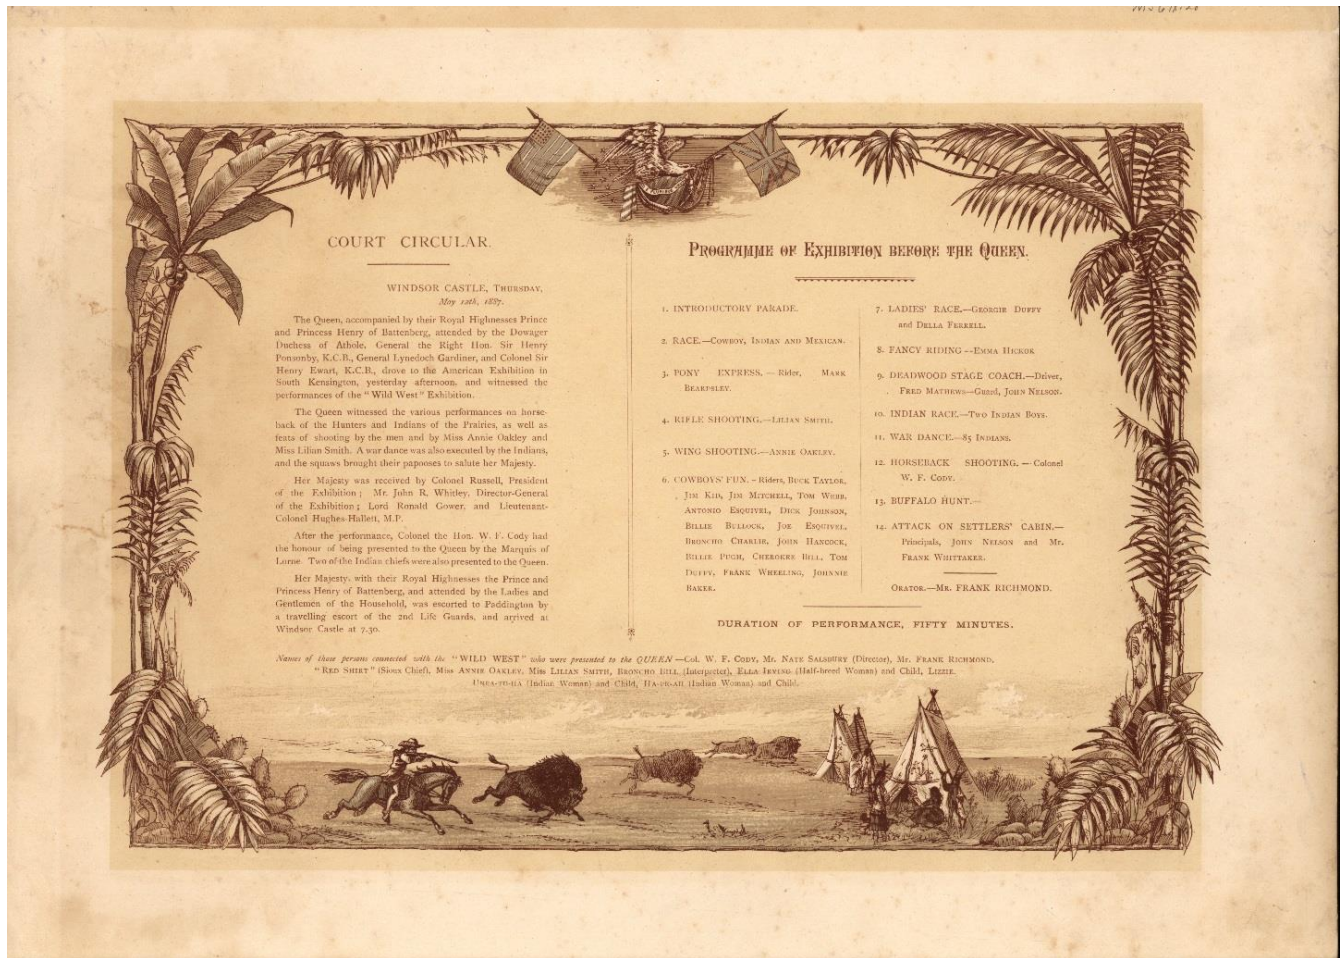 COURT CIRCULAR.
WINDSOR CASTLE, THURSDAY,
May 12th, 1887.
The Queen, accompanied by their Royal Highnesses Prince
and Princess Henry of Battenberg, attended by the Dowager
Duchess of Athole, General the Right Hon. Sir Henry
Ponsonby, K.C.B., General Lynedoch Gardiner, and Colonel Sir
Henry Ewart, K.C.B., drove to the American Exhibition in
South Kensington, yesterday afternoon, and witnessed the
performances of the "Wild West" Exhibition.
The Queen witnessed the various performances on horse-
back of the Hunters and Indians of the Prairies, as well as
feats of shooting by the men and by Miss Annie Oakley and
Miss Lilian Smith. A war dance was also executed by the Indians,
and the squaws brought their papooses to salute her Majesty.
Her Majesty was received by Colonel Russell, President
of the Exhibition; Mr. John R. Whitley, Director-General
of the Exhibition; Lord Ronald Gower, and Lieutenant-
Colonel Hughes-Hallett, M.P.
After the performance, Colonel the Hon. W. F. Cody had
the honour of being presented to the Queen by the Marquis of
Lorne. Two of the Indian chiefs were also presented to the Queen.
Her Majesty, with their Royal Highnesses the Prince and
Princess Henry of Battenberg, and attended by the Ladies and
Gentlemen of the Household, was escorted to Paddington by
a travelling escort of the 2nd Life Guards, and arrived at
Windsor Castle at 7.30.
PROGRAMME OF EXHIBITION BEFORE THE QUEEN.
1. INTRODUCTORY PARADE.
2. RACE.—COWBOY, INDIAN AND MEXICAN.
3. PONY EXPRESS. — Rider, MARK
BEARDSLEY.
4. RIFLE SHOOTING.—LILIAN SMITH.
5. WING SHOOTING.—ANNIE OAKLEY.
6. COWBOYS' FUN. - Riders, BUCK TAYLOR,
JIM KID, JIM MITCHELL, TOM WEBB,
ANTONIO ESQUIVEL, DICK JOHNSON,
BILLIE BULLOCK, JOE ESQUIVEL,
BRONCHO CHARLIE, JOHN HANCOCK,
BILLIE PUGH, CHEROKEE BILL, TOM
DUFFY, FRANK WHEELING, JOHNNIE
BAKER.
7. LADIES' RACE.—GEORGIE DUFFY
and DELLA FERRELL.
8. FANCY RIDING —EMMA HICKOK
9. DEADWOOD STAGE COACH.—Driver,
FRED MATHEWS—Guard, JOHN NELSON.
10. INDIAN RACE.—TWO INDIAN BOYS.
11. WAR DANCE.—85 INDIANS.
12. HORSEBACK SHOOTING. — Colonel
W. F. CODY.
13. BUFFALO HUNT.—
14. ATTACK ON SETTLERS' CABIN.—
Principals, JOHN NELSON and Mr.
FRANK WHITTAKER.
ORATOR.—MR. FRANK RICHMOND.
DURATION OF PERFORMANCE, FIFTY MINUTES.
Names of those persons connected with the "WILD WEST" who were presented to the QUEEN—Col. W. F. CODY, Mr. NATE SALSBURY (Director), Mr. FRANK RICHMOND,
"RED SHIRT" (Sioux Chief), Miss ANNIE OAKLEY, Miss LILIAN SMITH, BRONCHO BILL (Interpreter), ELLA IRVING (Half-breed Woman) and Child, LIZZIE,
(Indian Woman) and Child, (Indian Woman) and Child.